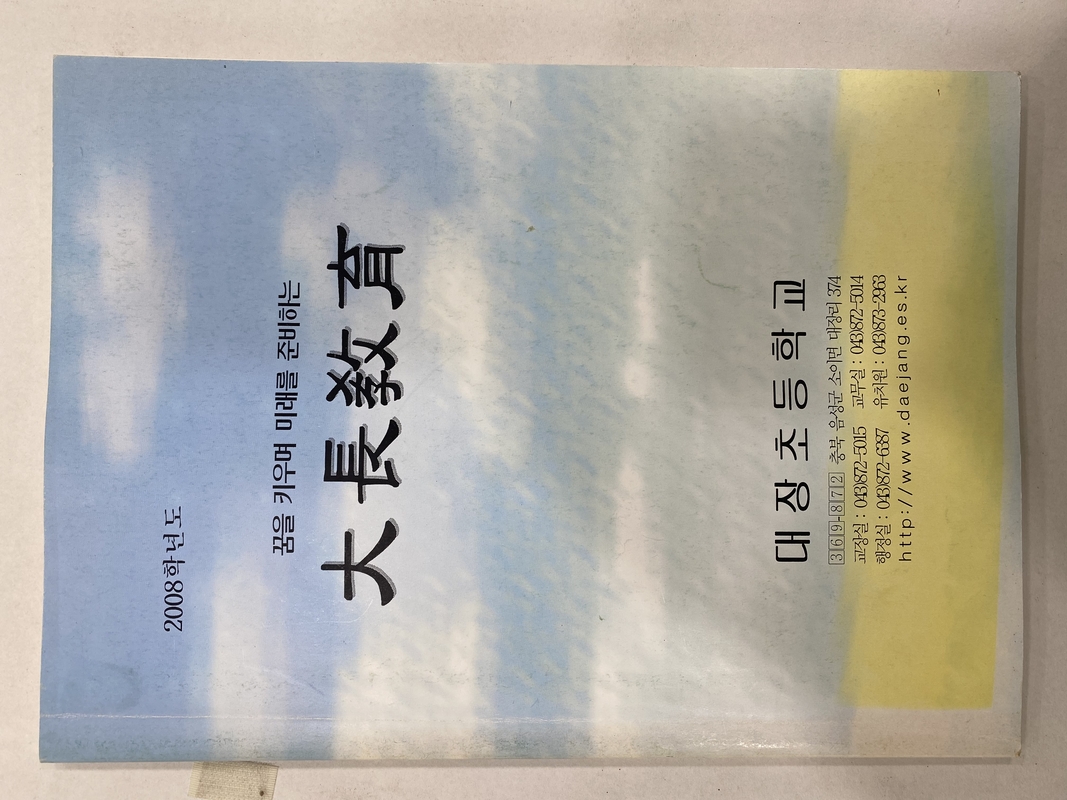 2008학년도
꿈을 키우며 미래를 준비하는
大長敎育
대장초등학교
369-872 충북 음성군 소이면 대장리 374
교장실 : 043)872-5015 교무실 : 043)872-5014
행정실 : 043)872-6387 유치원 : 043)873-2963
http://www.daejang.es.kr